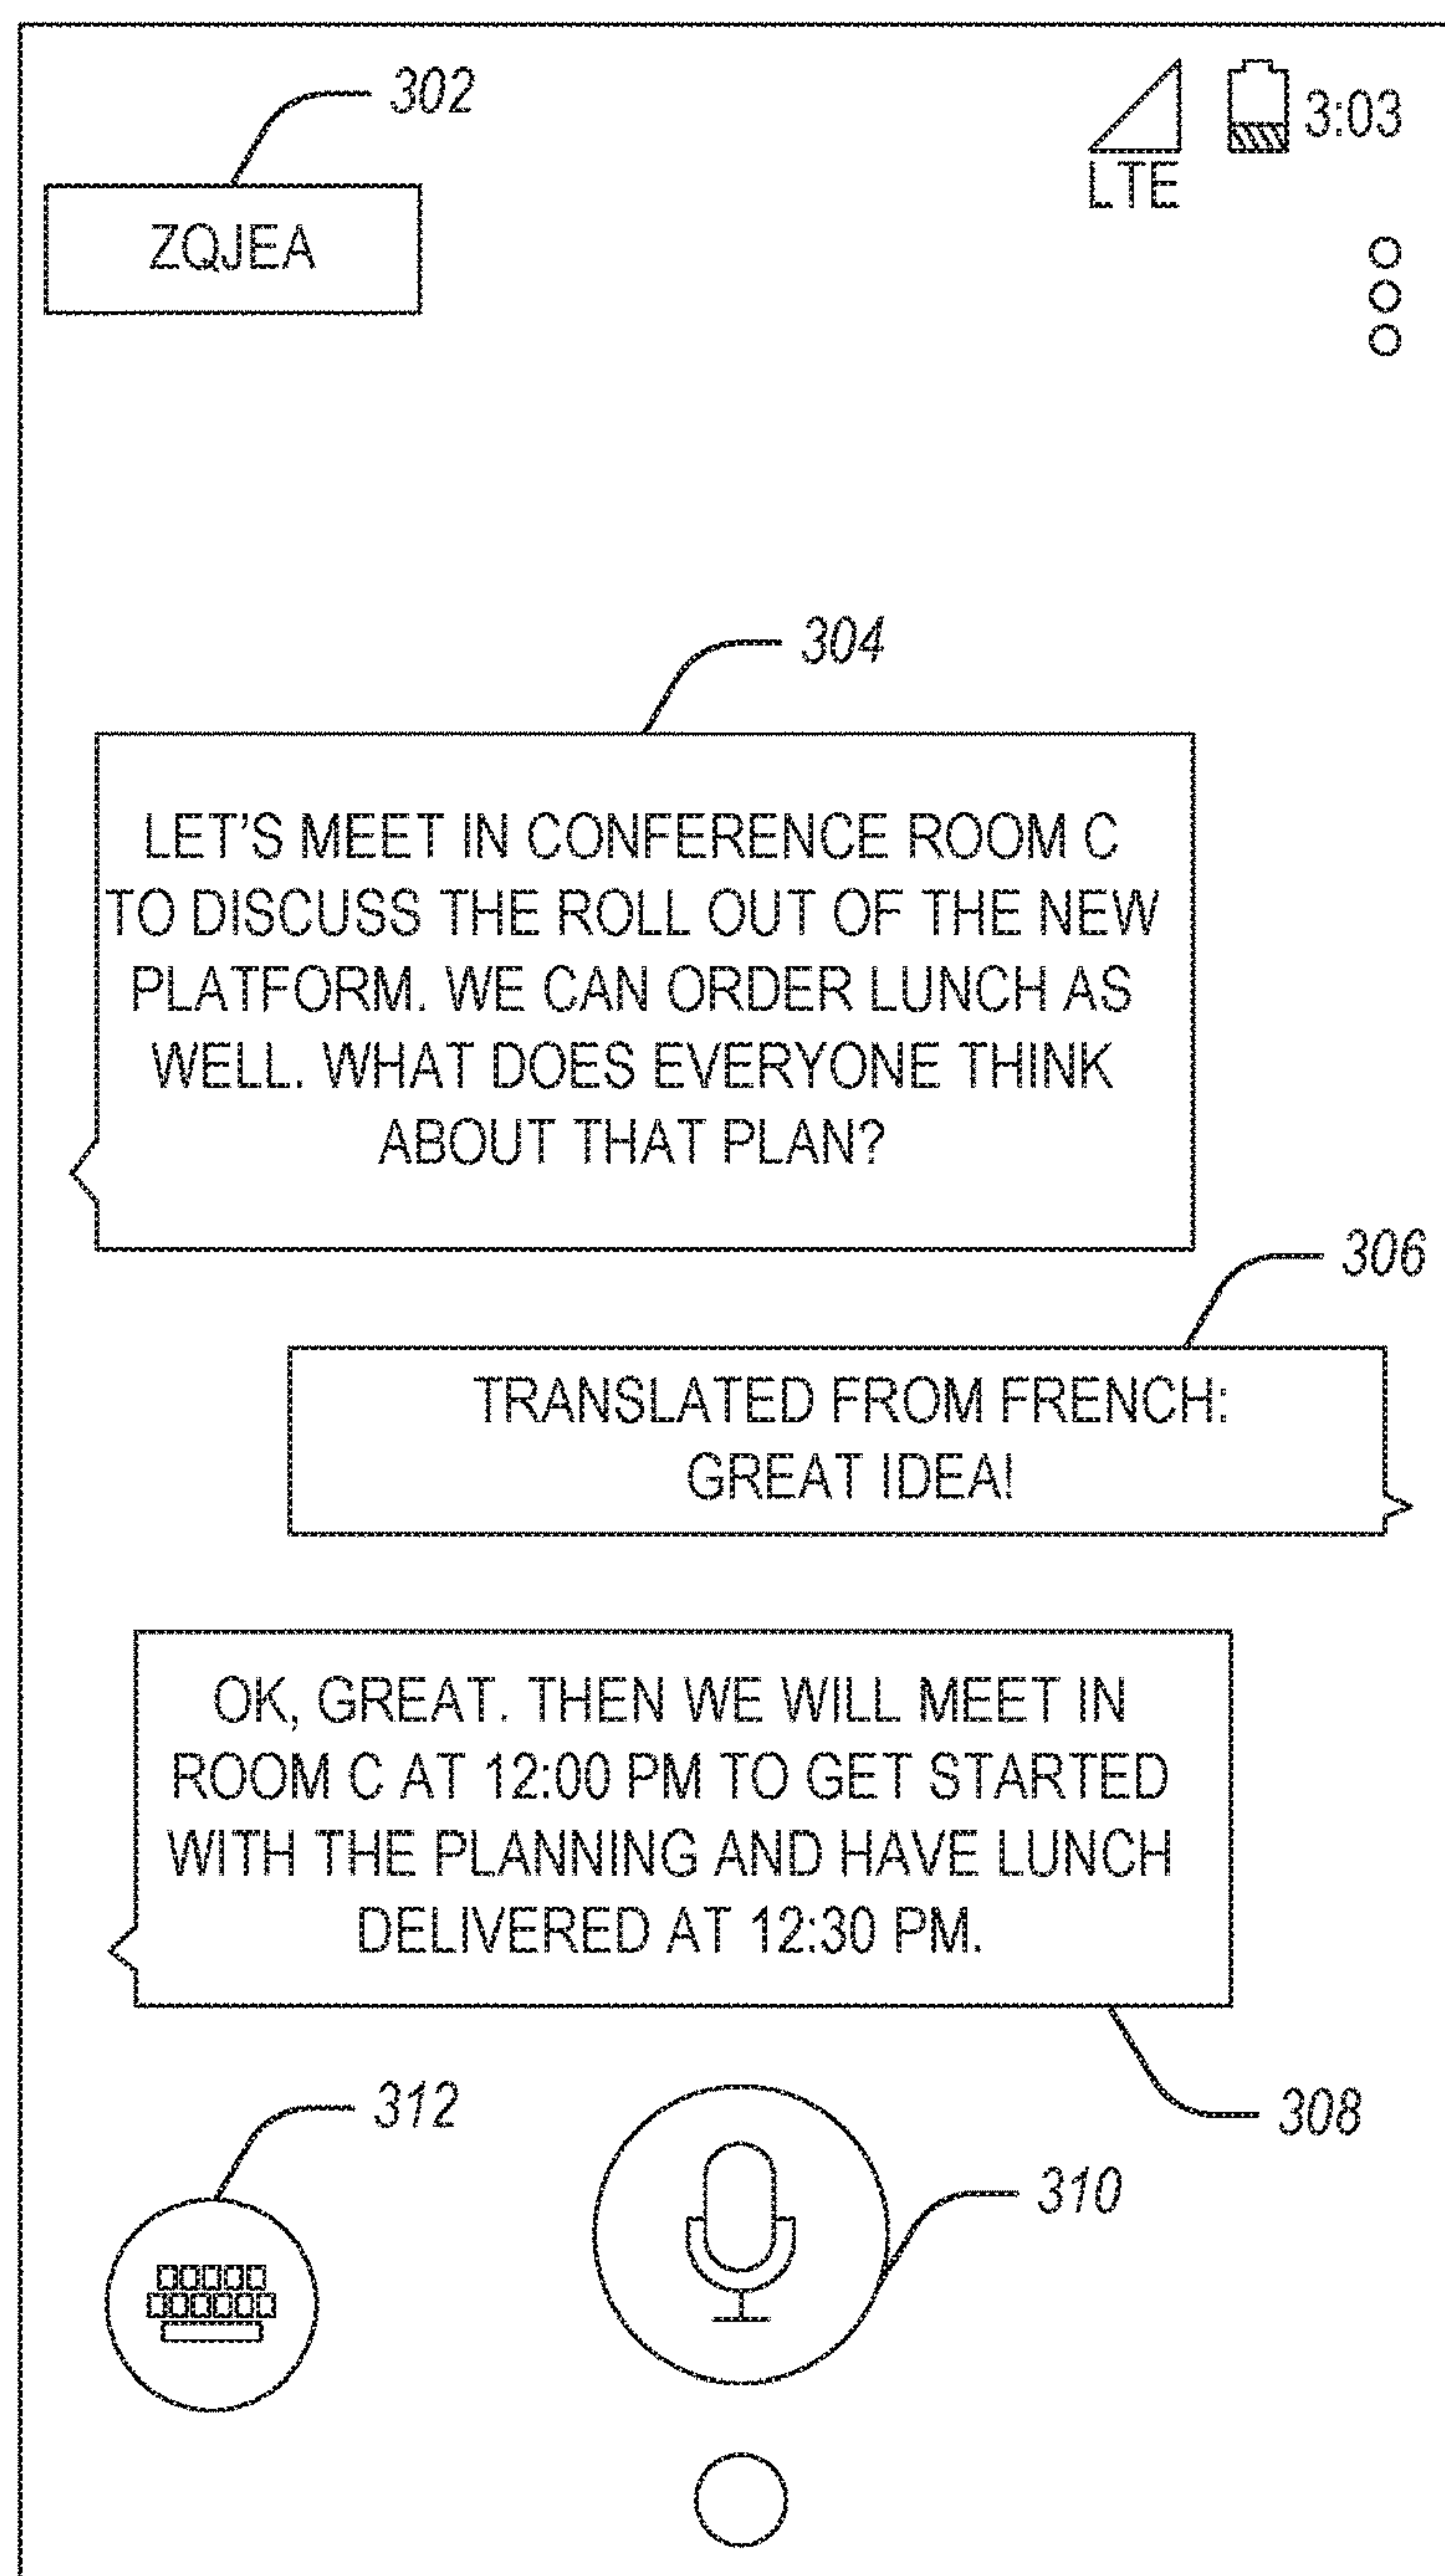 302
3:03
LTE
ZQJEA
304
LET'S MEET IN CONFERENCE ROOM C
TO DISCUSS THE ROLL OUT OF THE NEW
PLATFORM. WE CAN ORDER LUNCH AS
WELL. WHAT DOES EVERYONE THINK
ABOUT THAT PLAN?
306
TRANSLATED FROM FRENCH:
GREAT IDEA!
OK, GREAT. THEN WE WILL MEET IN
ROOM C AT 12:00 PM TO GET STARTED
WITH THE PLANNING AND HAVE LUNCH
DELIVERED AT 12:30 PM.
312
308
310